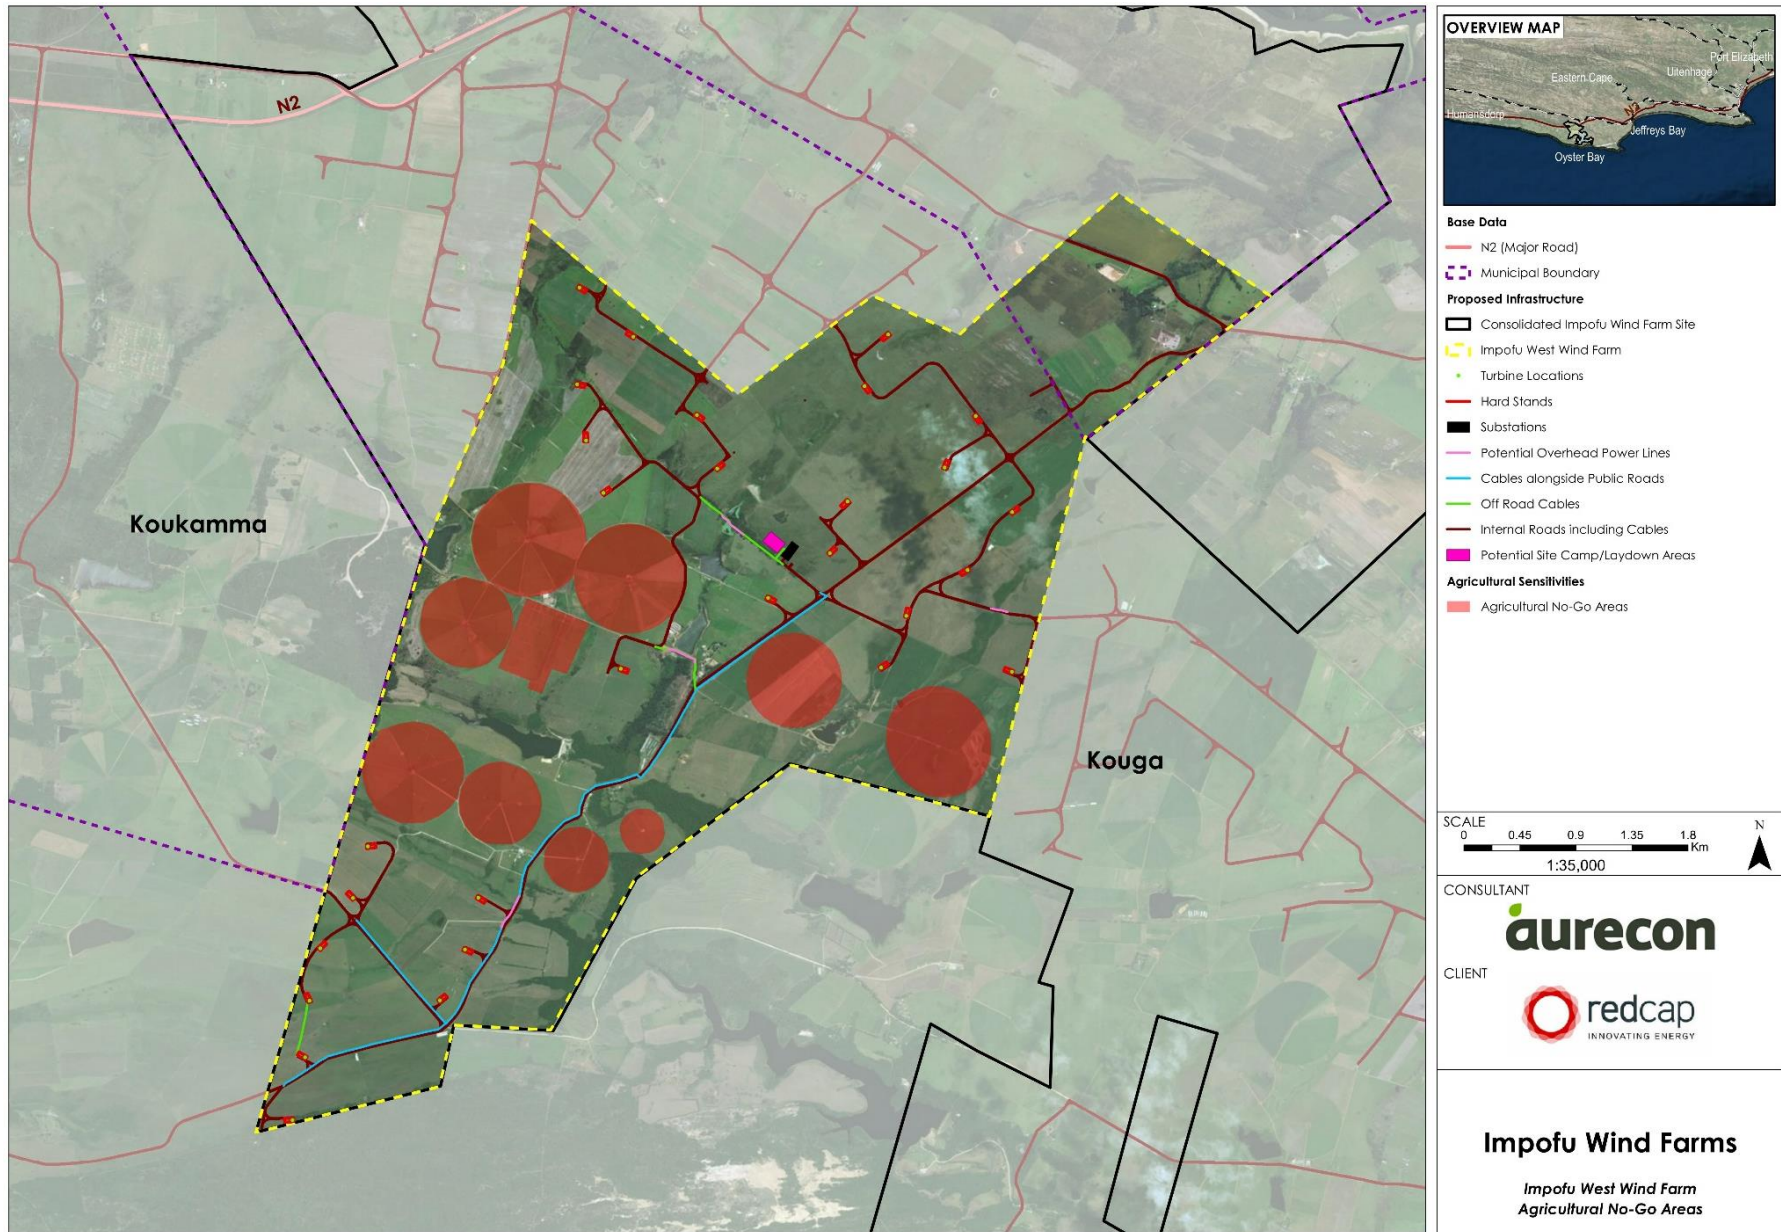 N2
Koukamma
Kouga
OVERVIEW MAP
Port Elizabeth
Uitenhage
Eastern Cape
N2
Humansdorp
Jeffreys Bay
Oyster Bay
Base Data
N2 (Major Road)
Municipal Boundary
Proposed Infrastructure
Consolidated Impofu Wind Farm Site
Impofu West Wind Farm
Turbine Locations
Hard Stands
Substations
Potential Overhead Power Lines
Cables alongside Public Roads
Off Road Cables
Internal Roads including Cables
Potential Site Camp/Laydown Areas
Agricultural Sensitivities
Agricultural No-Go Areas
SCALE
0 0.45 0.9 1.35 1.8
Km
1:35,000
N
CONSULTANT
aurecon
CLIENT
redcap
INNOVATING ENERGY
Impofu Wind Farms
Impofu West Wind Farm
Agricultural No-Go Areas